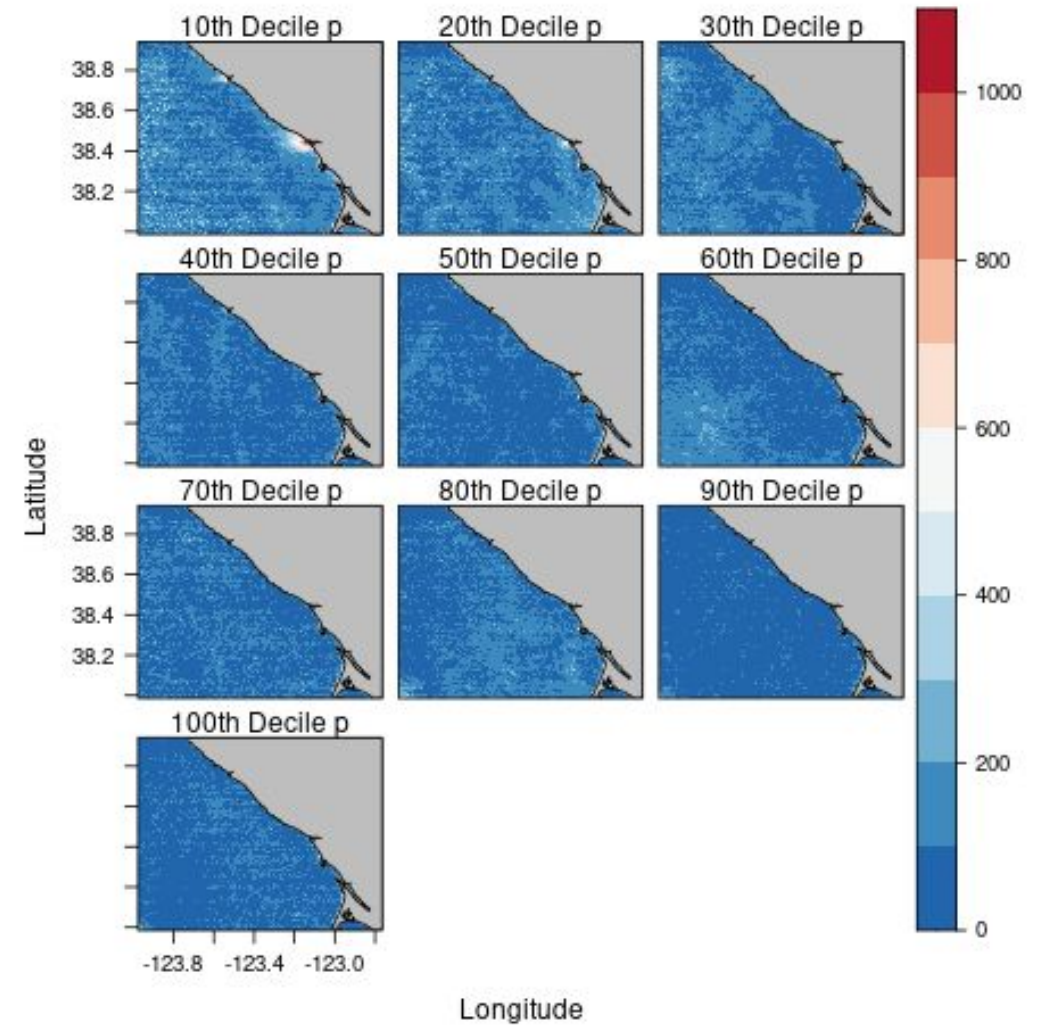 10th Decile p 20th Decile p 30th Decile p
38.8
38.6
38.4
38.2
40th Decile p 50th Decile p 60th Decile p
70th Decile p 80th Decile p 90th Decile p
38.8
38.6
38.4
38.2
100th Decile p
-123.8 -123.4 -123.0
Longitude
Latitude
1000
800
600
400
200
0